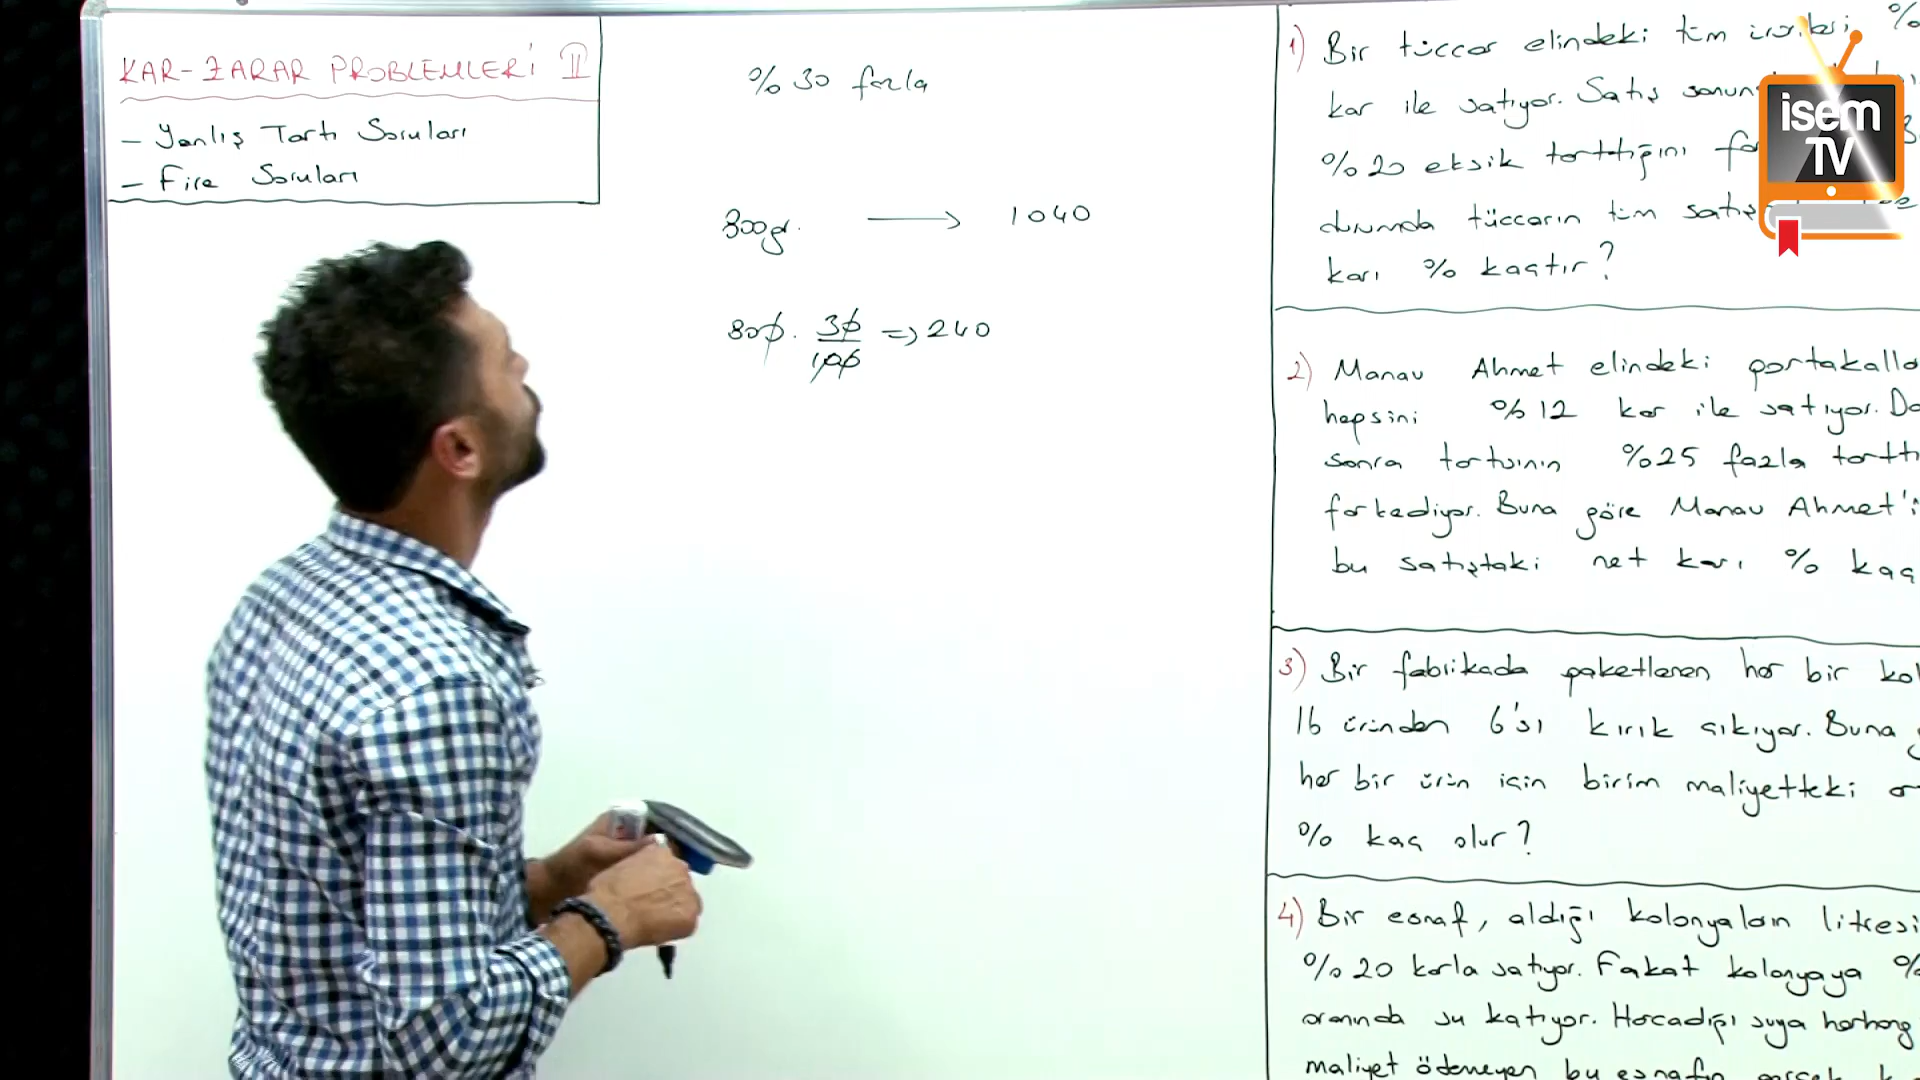 KAR-ZARAR PROBLEMLERİ II
- Yanlış Tartı Soruları
- Fire Soruları
% 30 fazla
800gr. → 1040
800 . 30/100 => 240
1) Bir tüccar elindeki tüm ürünleri %
kar ile satıyor. Satış sonun
% 20 eksik tarttığını
durumda tüccarın tüm satış
karı % kaçtır?
2) Manav Ahmet elindeki portakalla
hepsini %12 kar ile satıyor. Da
sonra tartının %25 fazla tarttı
farkediyor. Buna göre Manav Ahmet'i
bu satıştaki net karı % kaç
3) Bir fabrikada paketlenen her bir kol
16 üründen 6'sı kırık çıkıyor. Buna g
her bir ürün için birim maliyetteki
% kaç olur?
4) Bir esnaf, aldığı kolonyaların litresi
%20 karla satıyor. Fakat kolonyaya %
oranında su katıyor. Harcadığı suya herhang
maliyet ödemeyen bu esnafın gerçek k
isem
TV